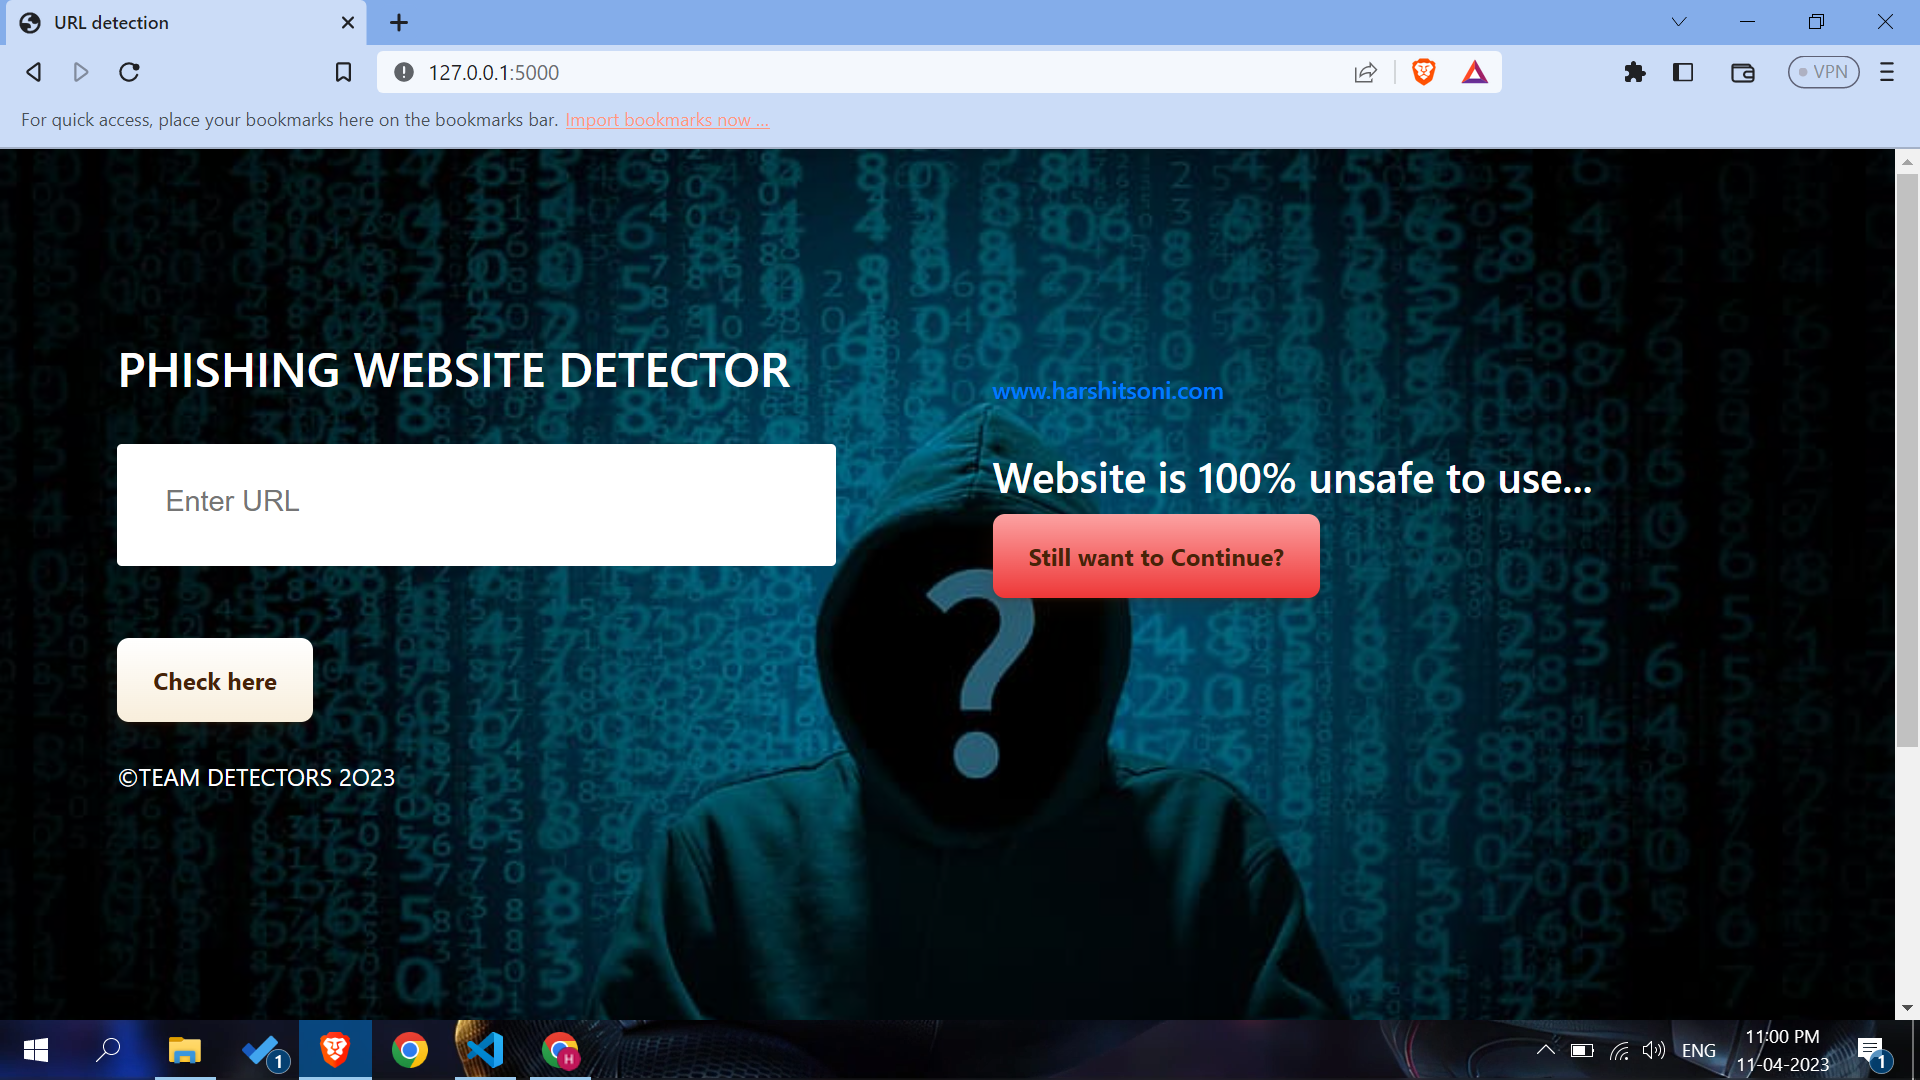 URL detection
127.0.0.1:5000
VPN
For quick access, place your bookmarks here on the bookmarks bar. Import bookmarks now ...
PHISHING WEBSITE DETECTOR
Enter URL
Check here
©TEAM DETECTORS 2O23
www.harshitsoni.com
Website is 100% unsafe to use...
Still want to Continue?
?
1
H
ENG
11:00 PM
11-04-2023
1